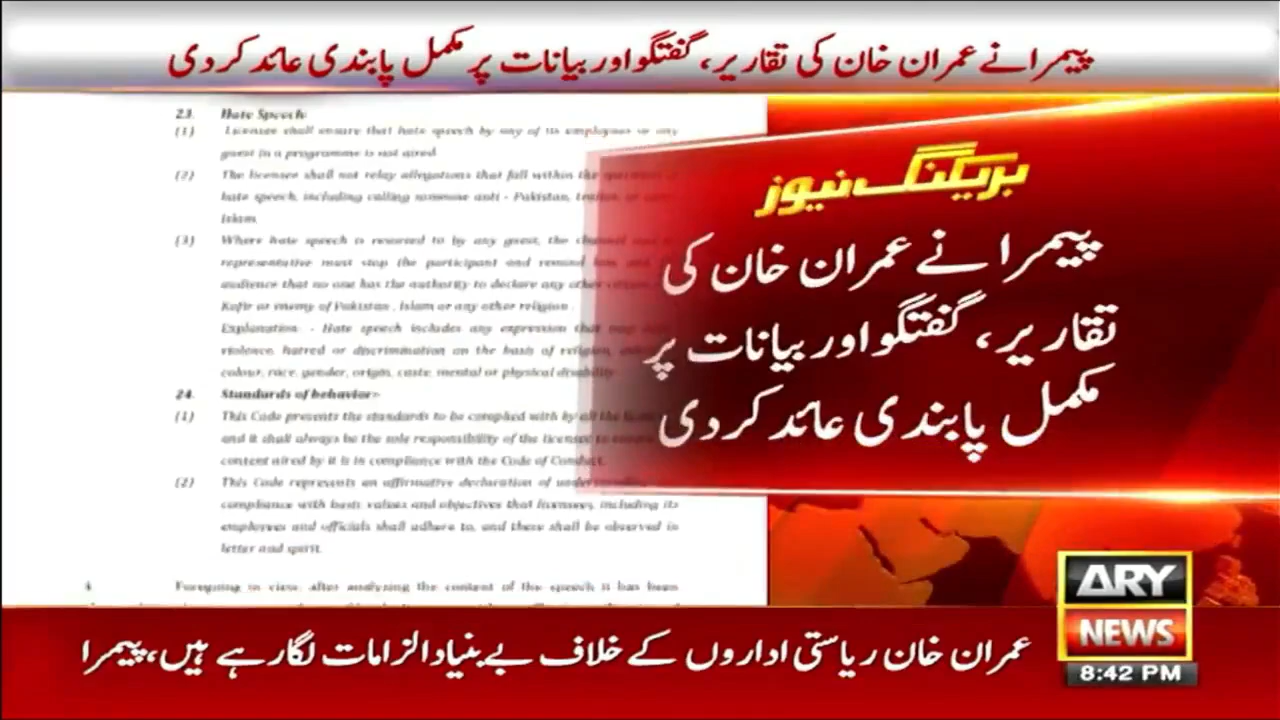 پیمرا نے عمران خان کی تقاریر، گفتگو اور بیانات پر مکمل پابندی عائد کردی
23. Hate Speech
(1) Licensee shall ensure that hate speech by any of its employees or any
guest in a programme is not aired.
(2) The licensee shall not relay allegations that fall within the
hate speech, including calling someone anti - Pakistan,
Islam.
(3) Where hate speech is resorted to by any guest, the channel
representative must stop the participant and remind
audience that no one has the authority to declare any other
Kafir or enemy of Pakistan, Islam or any other religion.
Explanation: - Hate speech includes any expression that may
violence, hatred or discrimination on the basis of religion,
colour, race, gender, origin, caste, mental or physical disability.
24. Standards of behavior:-
(1) This Code presents the standards to be complied with by all the
and it shall always be the sole responsibility of the licensee to
content aired by it is in compliance with the Code of Conduct.
(2) This Code represents an affirmative declaration of
compliance with basic values and objectives that licensees, including its
employees and officials shall adhere to, and these shall be observed in
letter and spirit.
4 Foregoing in view, after analysing the content of the speech it has been
بریکنگ نیوز
پیمرا نے عمران خان کی
تقاریر، گفتگو اور بیانات پر
مکمل پابندی عائد کردی
ARY
NEWS
8:42 PM
عمران خان ریاستی اداروں کے خلاف بے بنیاد الزامات لگا رہے ہیں، پیمرا